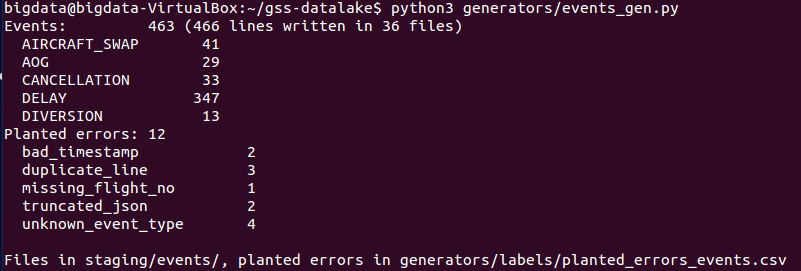 bigdata@bigdata-VirtualBox:~/gss-datalake$ python3 generators/events_gen.py
Events:         463 (466 lines written in 36 files)
  AIRCRAFT_SWAP       41
  AOG                 29
  CANCELLATION        33
  DELAY              347
  DIVERSION           13
Planted errors: 12
  bad_timestamp            2
  duplicate_line           3
  missing_flight_no        1
  truncated_json           2
  unknown_event_type       4

Files in staging/events/, planted errors in generators/labels/planted_errors_events.csv